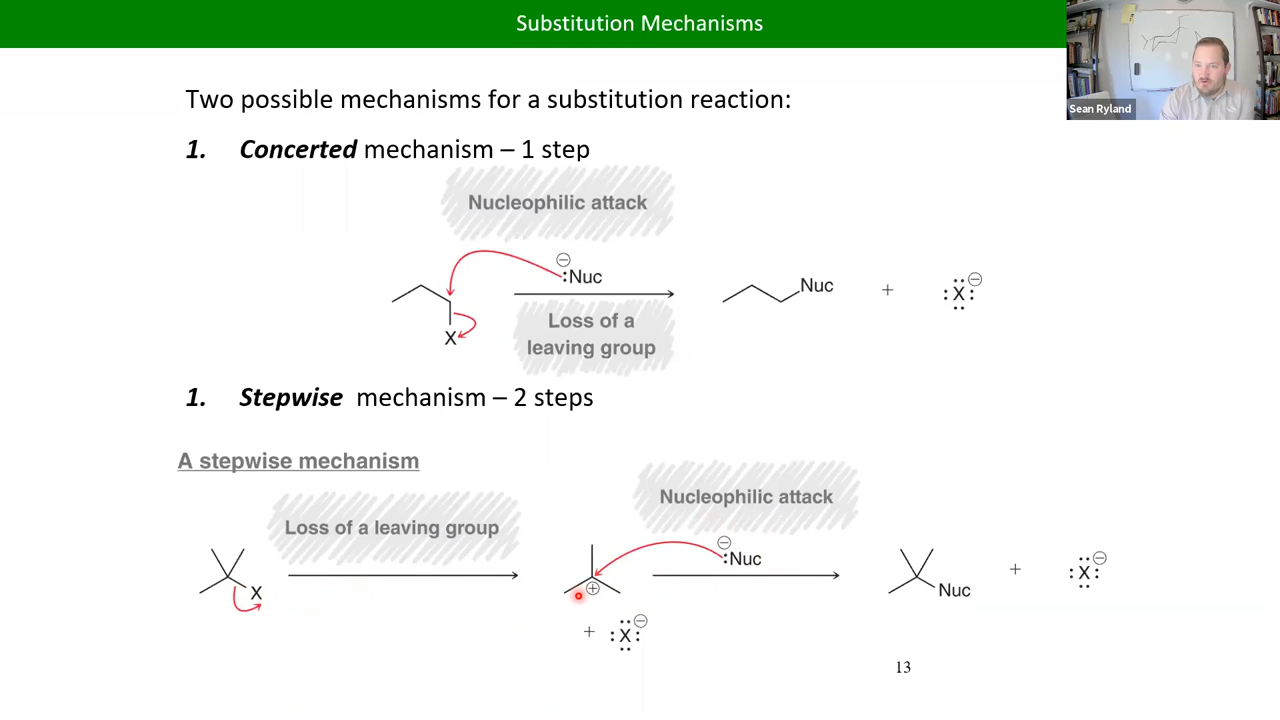 Substitution Mechanisms
Sean Ryland
Two possible mechanisms for a substitution reaction:
1. Concerted mechanism – 1 step
Nucleophilic attack
⊖
:Nuc
X
Loss of a
leaving group
Nuc
+
:X: ⊖
1. Stepwise mechanism – 2 steps
A stepwise mechanism
Loss of a leaving group
Nucleophilic attack
X
⊕
⊖
:Nuc
Nuc
+
:X: ⊖
+ :X: ⊖
13